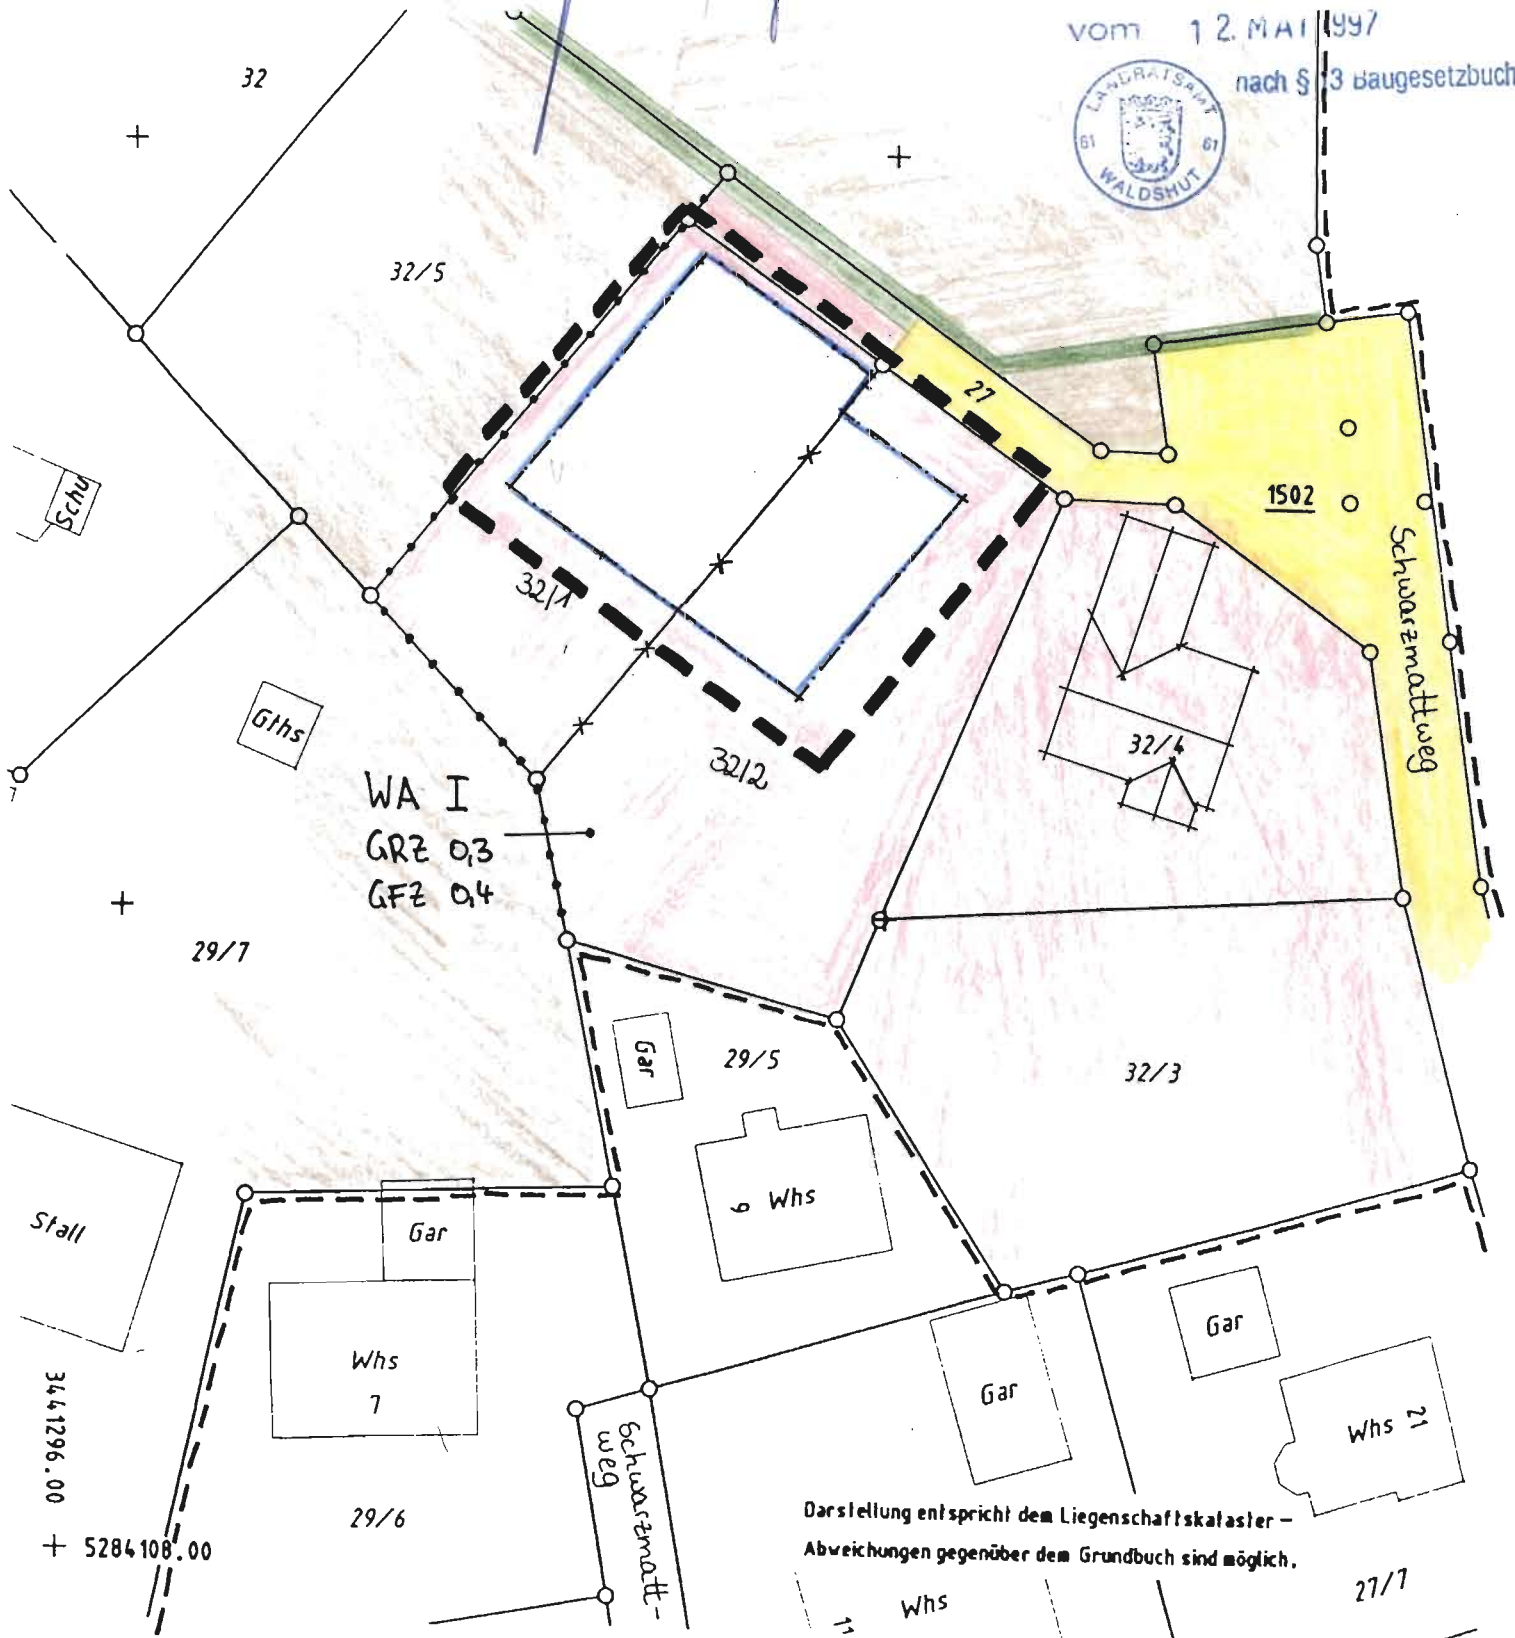 vom 12. MAI 1997
nach § 13 Baugesetzbuch
LANDRATSAMT
61 61
WALDSHUT
32
32/5
27
1502
Schu
Schwarzmattweg
32/1
Gths
32/4
32/2
WA I
GRZ 0,3
GFZ 0,4
29/7
Gar
29/5
32/3
Stall
Gar
9 Whs
Gar
Whs
7
Gar
Whs 21
3441296.00
29/6
Schwarzmatt-
weg
Darstellung entspricht dem Liegenschaftskataster –
Abweichungen gegenüber dem Grundbuch sind möglich.
5284108.00
27/7
11 Whs